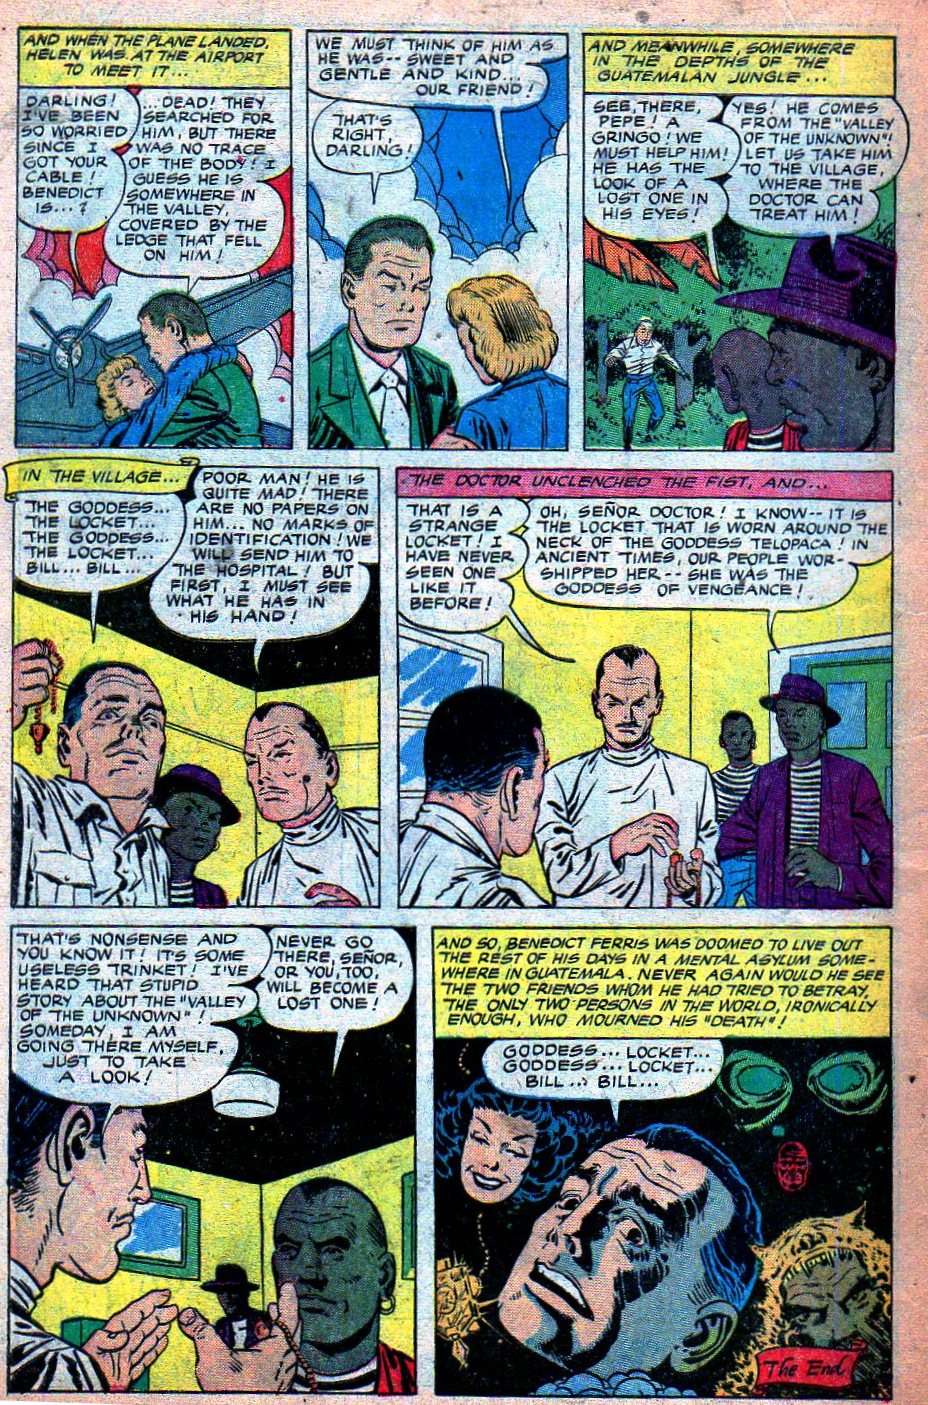 AND WHEN THE PLANE LANDED,
HELEN WAS AT THE AIRPORT
TO MEET IT...
DARLING!
I'VE BEEN
SO WORRIED
SINCE I
GOT YOUR
CABLE!
BENEDICT
IS...?
...DEAD! THEY
SEARCHED FOR
HIM, BUT THERE
WAS NO TRACE
OF THE BODY! I
GUESS HE IS
SOMEWHERE IN
THE VALLEY,
COVERED BY THE
LEDGE THAT FELL
ON HIM!
WE MUST THINK OF HIM AS
HE WAS-- SWEET AND
GENTLE AND KIND...
OUR FRIEND!
THAT'S
RIGHT,
DARLING!
AND MEANWHILE, SOMEWHERE
IN THE DEPTHS OF THE
GUATEMALAN JUNGLE...
SEE, THERE,
PEPE! A
GRINGO! WE
MUST HELP HIM!
HE HAS THE
LOOK OF A
LOST ONE IN
HIS EYES!
YES! HE COMES
FROM THE "VALLEY
OF THE UNKNOWN"!
LET US TAKE HIM
TO THE VILLAGE,
WHERE THE
DOCTOR CAN
TREAT HIM!
IN THE VILLAGE...
THE GODDESS...
THE LOCKET...
THE GODDESS...
THE LOCKET...
BILL... BILL...
POOR MAN! HE IS
QUITE MAD! THERE
ARE NO PAPERS ON
HIM... NO MARKS OF
IDENTIFICATION! WE
WILL SEND HIM TO
THE HOSPITAL! BUT
FIRST, I MUST SEE
WHAT HE HAS IN
HIS HAND!
THE DOCTOR UNCLENCHED THE FIST, AND...
THAT IS A
STRANGE
LOCKET! I
HAVE NEVER
SEEN ONE
LIKE IT
BEFORE!
OH, SEÑOR DOCTOR! I KNOW-- IT IS
THE LOCKET THAT IS WORN AROUND THE
NECK OF THE GODDESS TELOPACA! IN
ANCIENT TIMES, OUR PEOPLE WOR-
SHIPPED HER-- SHE WAS THE
GODDESS OF VENGEANCE!
THAT'S NONSENSE AND
YOU KNOW IT! IT'S SOME
USELESS TRINKET! I'VE
HEARD THAT STUPID
STORY ABOUT THE "VALLEY
OF THE UNKNOWN"!
SOMEDAY, I AM
GOING THERE MYSELF,
JUST TO TAKE
A LOOK!
NEVER GO
THERE, SEÑOR,
OR YOU, TOO,
WILL BECOME A
LOST ONE!
AND SO, BENEDICT FERRIS WAS DOOMED TO LIVE OUT
THE REST OF HIS DAYS IN A MENTAL ASYLUM SOME-
WHERE IN GUATEMALA. NEVER AGAIN WOULD HE SEE
THE TWO FRIENDS WHOM HE HAD TRIED TO BETRAY,
THE ONLY TWO PERSONS IN THE WORLD, IRONICALLY
ENOUGH, WHO MOURNED HIS "DEATH"!
GODDESS... LOCKET...
GODDESS... LOCKET...
BILL... BILL...
The End